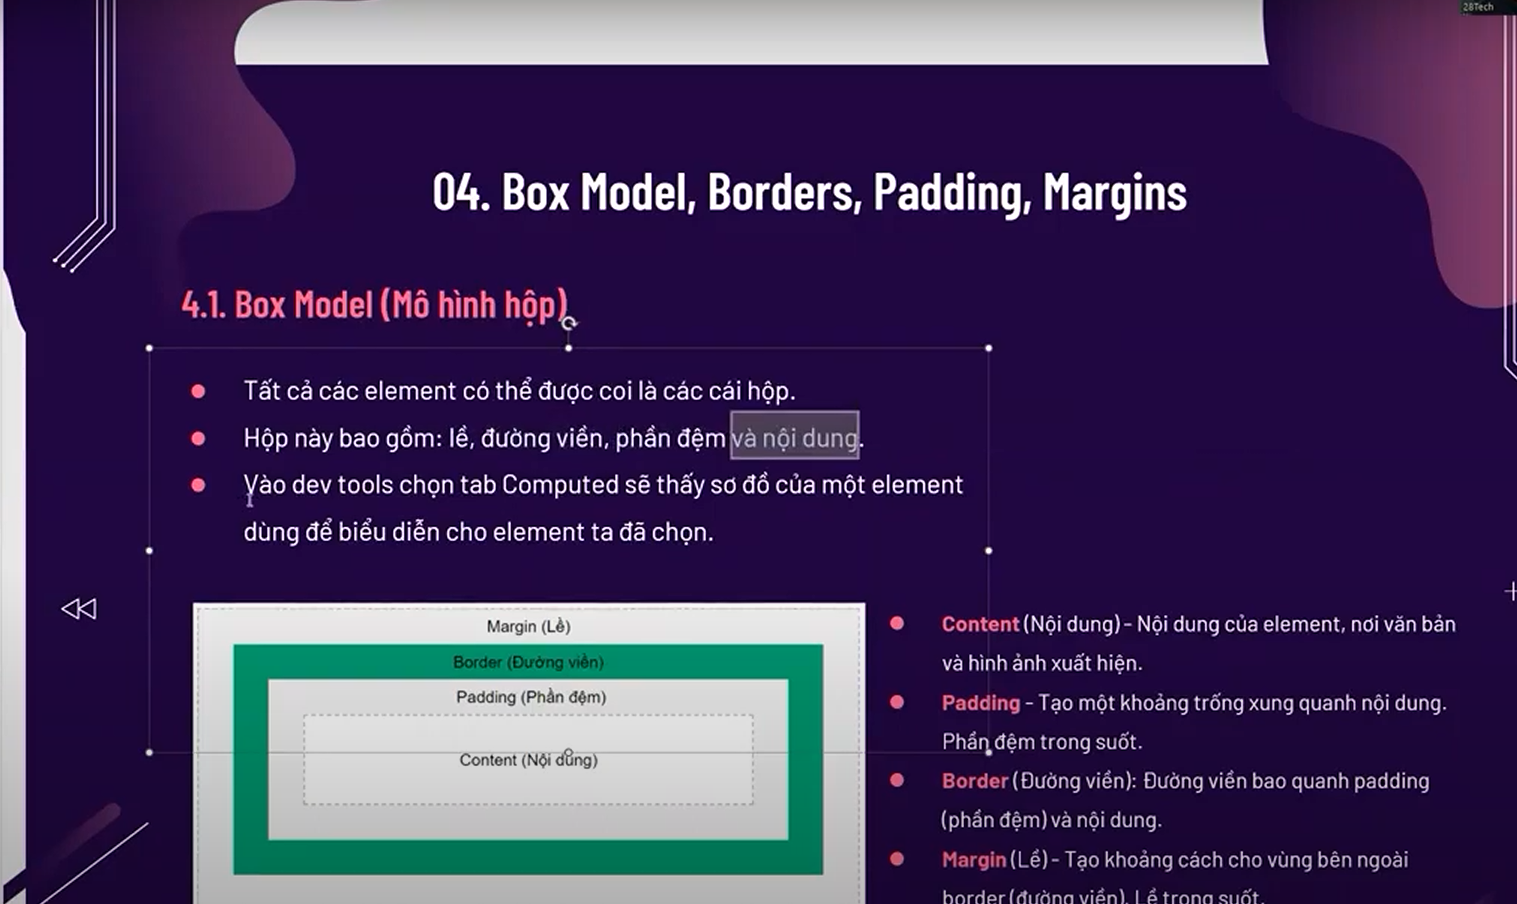 28Tech
04. Box Model, Borders, Padding, Margins
4.1. Box Model (Mô hình hộp)
Tất cả các element có thể được coi là các cái hộp.
Hộp này bao gồm: lề, đường viền, phần đệm và nội dung.
Vào dev tools chọn tab Computed sẽ thấy sơ đồ của một element
dùng để biểu diễn cho element ta đã chọn.
Margin (Lề)
Border (Đường viền)
Padding (Phần đệm)
Content (Nội dung)
Content (Nội dung) - Nội dung của element, nơi văn bản
và hình ảnh xuất hiện.
Padding - Tạo một khoảng trống xung quanh nội dung.
Phần đệm trong suốt.
Border (Đường viền): Đường viền bao quanh padding
(phần đệm) và nội dung.
Margin (Lề) - Tạo khoảng cách cho vùng bên ngoài
border (đường viền). Lề trong suốt.